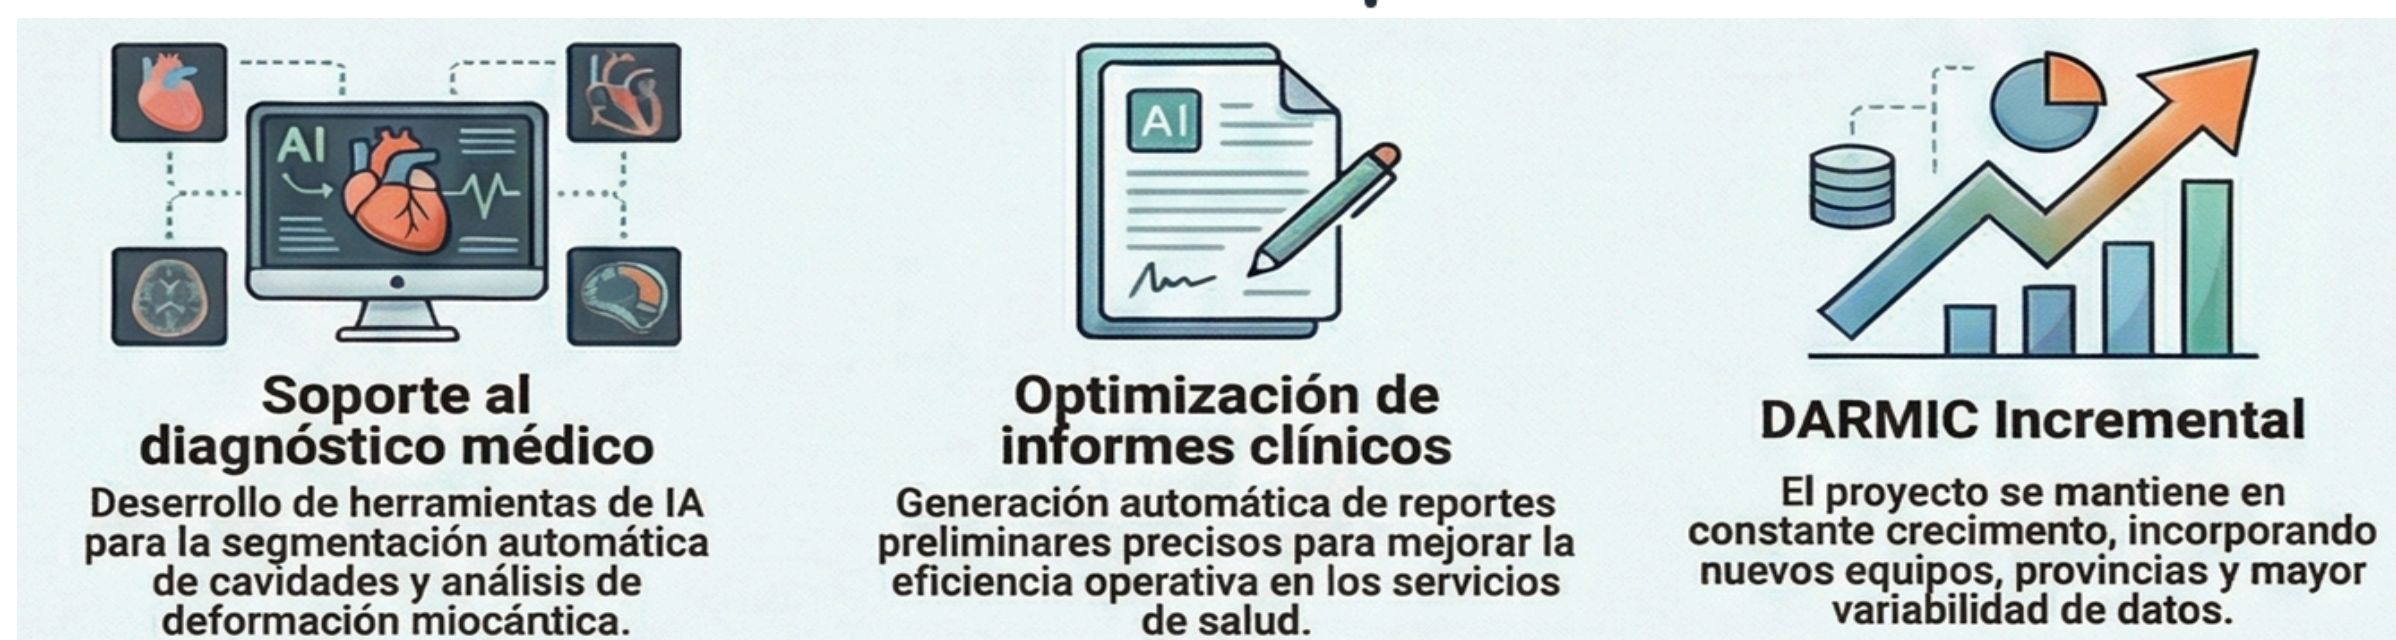 AI
AI
Soporte al
diagnóstico médico
Deserrollo de herramientas de IA
para la segmentación automática
de cavidades y análisis de
deformación miocántica.
Optimización de
informes clínicos
Generación automática de reportes
preliminares precisos para mejorar la
eficiencia operativa en los servicios
de salud.
DARMIC Incremental
El proyecto se mantiene en
constante crecimento, incorporando
nuevos equipos, provincias y mayor
variabilidad de datos.